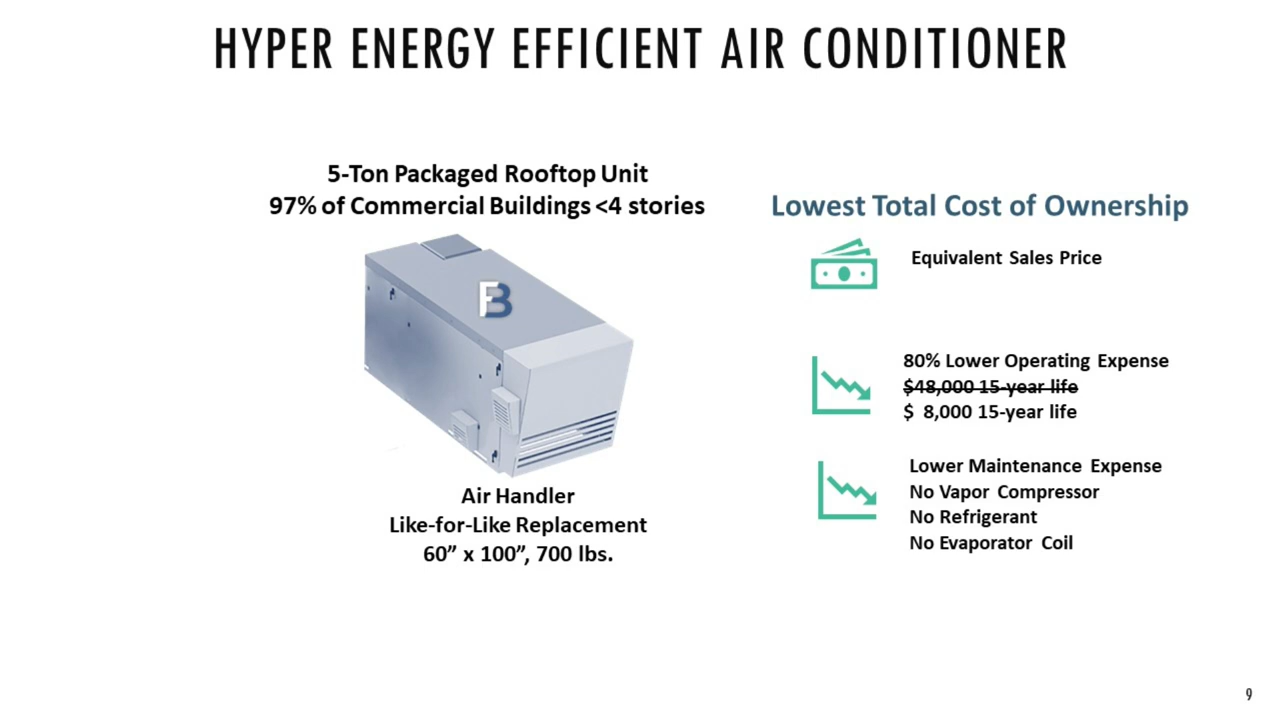 HYPER ENERGY EFFICIENT AIR CONDITIONER
5-Ton Packaged Rooftop Unit
97% of Commercial Buildings <4 stories
FB
Air Handler
Like-for-Like Replacement
60” x 100”, 700 lbs.
Lowest Total Cost of Ownership
Equivalent Sales Price
80% Lower Operating Expense
$48,000 15-year life
$ 8,000 15-year life
Lower Maintenance Expense
No Vapor Compressor
No Refrigerant
No Evaporator Coil
9